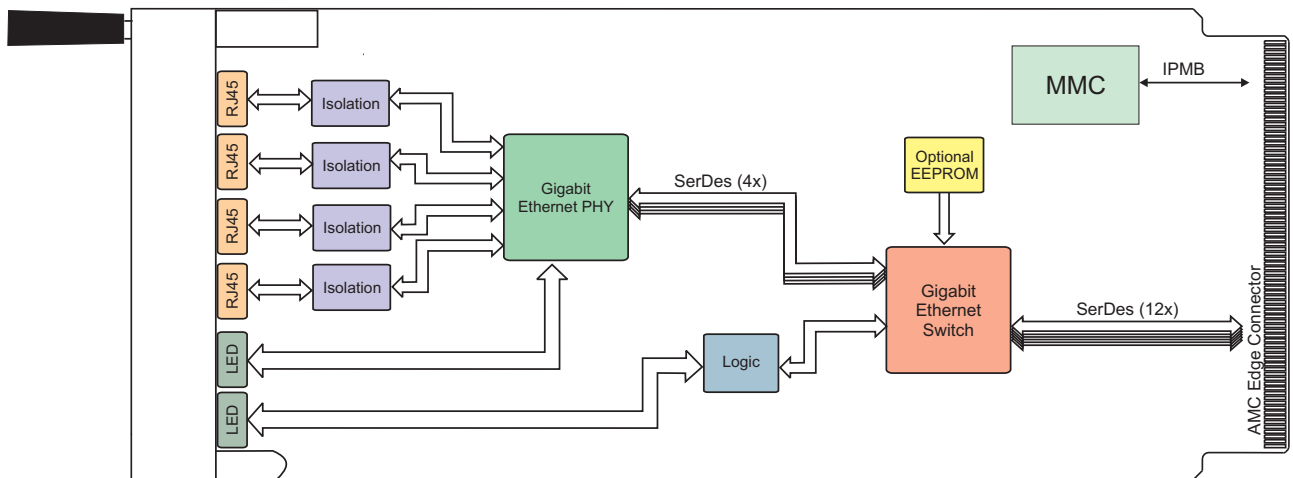 MMC
IPMB
RJ45
Isolation
RJ45
Isolation
RJ45
Isolation
RJ45
Isolation
Gigabit
Ethernet PHY
SerDes (4x)
Optional
EEPROM
Gigabit
Ethernet
Switch
SerDes (12x)
AMC Edge Connector
LED
Logic
LED